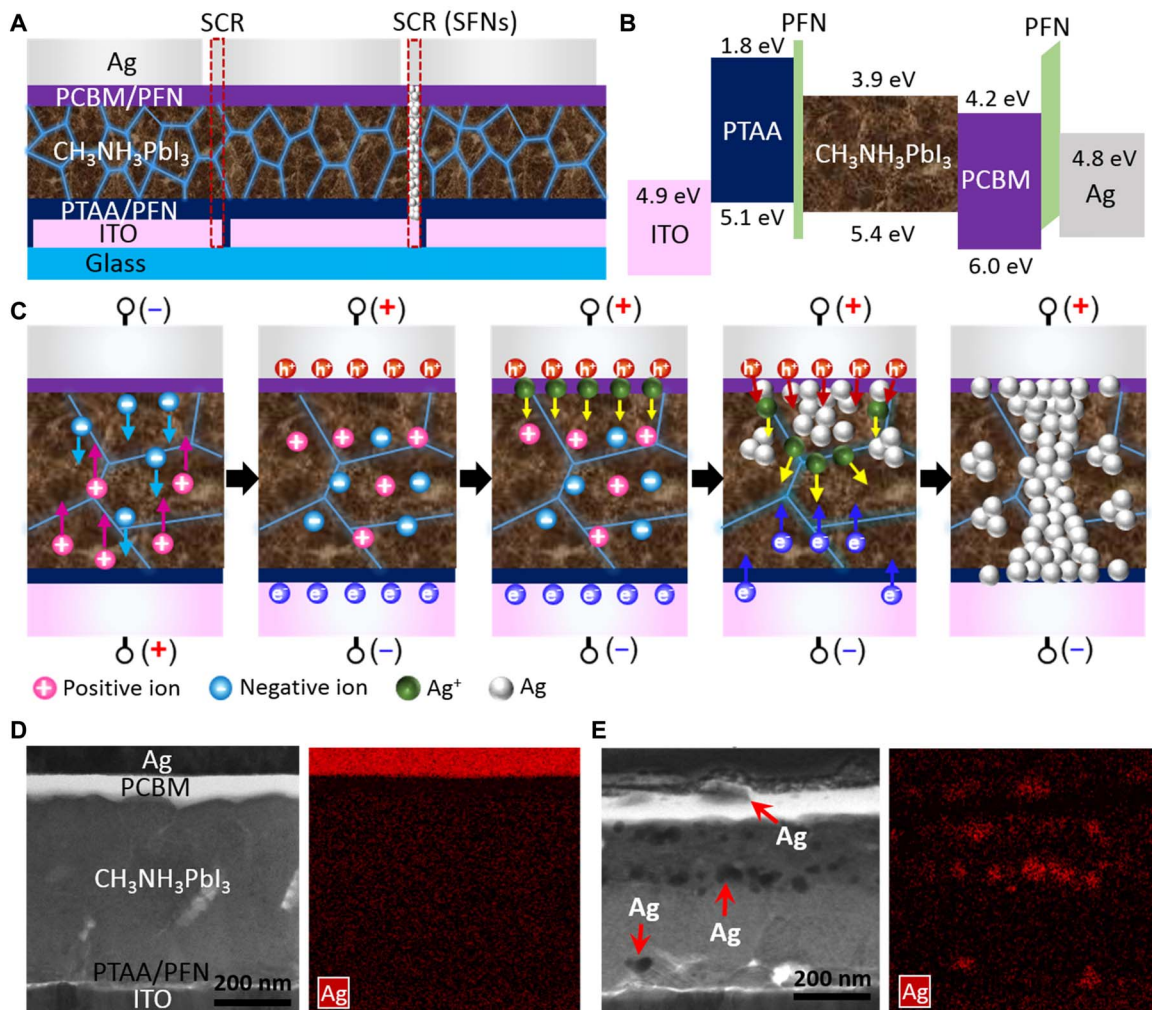 A
SCR
SCR (SFNs)
Ag
PCBM/PFN
CH₃NH₃PbI₃
PTAA/PFN
ITO
Glass
B
PFN
PFN
1.8 eV
3.9 eV
4.2 eV
PTAA
CH₃NH₃PbI₃
PCBM
4.8 eV
Ag
4.9 eV
ITO
5.1 eV
5.4 eV
6.0 eV
C
(−)
(+)
(+)
(+)
(+)
h⁺ h⁺ h⁺ h⁺ h⁺
h⁺ h⁺ h⁺ h⁺ h⁺
h⁺ h⁺ h⁺ h⁺ h⁺
e⁻ e⁻ e⁻
e⁻ e⁻
e⁻ e⁻ e⁻ e⁻ e⁻
e⁻ e⁻ e⁻ e⁻ e⁻
(+)
(−)
(−)
(−)
(−)
+ Positive ion
− Negative ion
Ag⁺
Ag
D
Ag
PCBM
CH₃NH₃PbI₃
PTAA/PFN
ITO
200 nm
Ag
E
Ag
Ag
Ag
200 nm
Ag